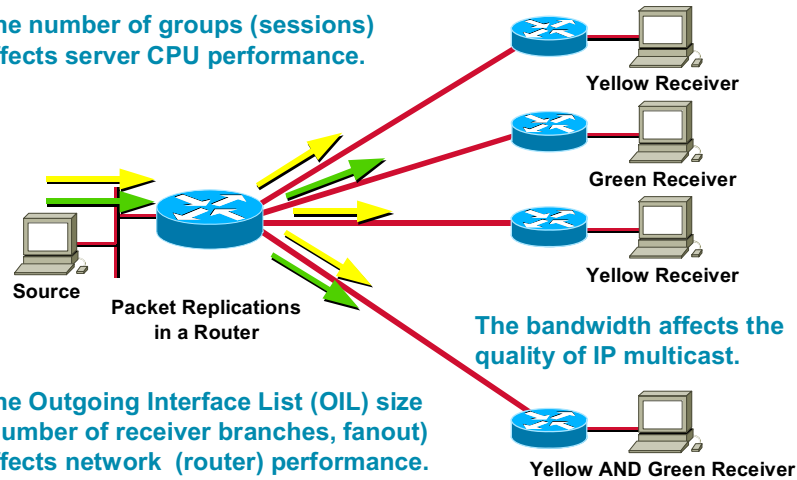 he number of groups (sessions)
ffects server CPU performance.
Yellow Receiver
Green Receiver
Yellow Receiver
Source
Packet Replications
in a Router
The bandwidth affects the
quality of IP multicast.
he Outgoing Interface List (OIL) size
umber of receiver branches, fanout)
ffects network (router) performance.
Yellow AND Green Receiver